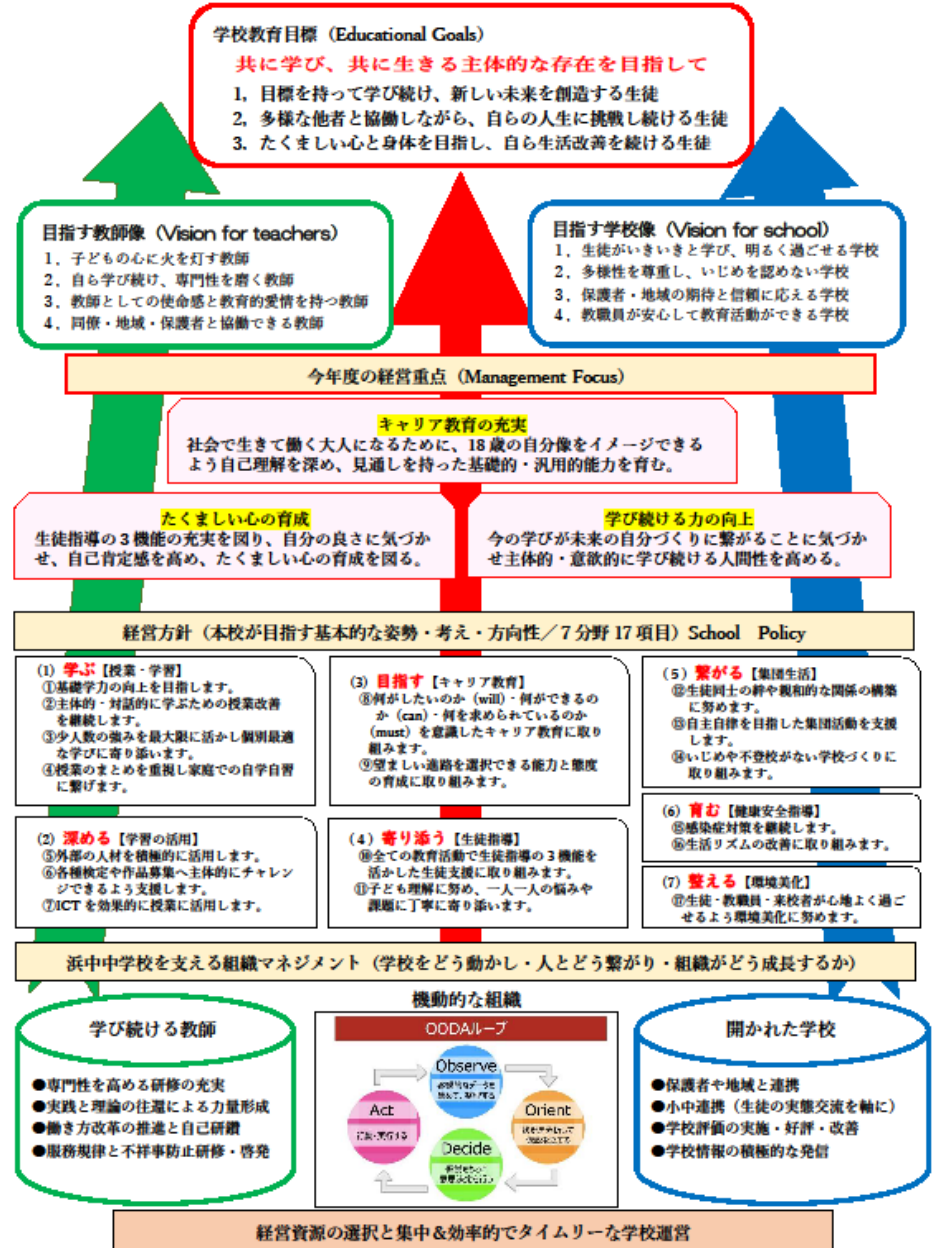 学校教育目標（Educational Goals）
共に学び、共に生きる主体的な存在を目指して
1，目標を持って学び続け、新しい未来を創造する生徒
2，多様な他者と協働しながら、自らの人生に挑戦し続ける生徒
3．たくましい心と身体を目指し、自ら生活改善を続ける生徒
目指す教師像（Vision for teachers）
1，子どもの心に火を灯す教師
2，自ら学び続け、専門性を磨く教師
3，教師としての使命感と教育的愛情を持つ教師
4，同僚・地域・保護者と協働できる教師
目指す学校像（Vision for school）
1，生徒がいきいきと学び、明るく過ごせる学校
2，多様性を尊重し、いじめを認めない学校
3，保護者・地域の期待と信頼に応える学校
4，教職員が安心して教育活動ができる学校
今年度の経営重点（Management Focus）
キャリア教育の充実
社会で生きて働く大人になるために、18歳の自分像をイメージできる
よう自己理解を深め、見通しを持った基礎的・汎用的能力を育む。
たくましい心の育成
生徒指導の3機能の充実を図り、自分の良さに気づか
せ、自己肯定感を高め、たくましい心の育成を図る。
学び続ける力の向上
今の学びが未来の自分づくりに繋がることに気づか
せ主体的・意欲的に学び続ける人間性を高める。
経営方針（本校が目指す基本的な姿勢・考え・方向性／7分野17項目）School Policy
(1) 学ぶ【授業・学習】
①基礎学力の向上を目指します。
②主体的・対話的に学ぶための授業改善
を継続します。
③少人数の強みを最大限に活かし個別最適
な学びに寄り添います。
④授業のまとめを重視し家庭での自学自習
に繋げます。
(2) 深める【学習の活用】
⑤外部の人材を積極的に活用します。
⑥各種検定や作品募集へ主体的にチャレン
ジできるよう支援します。
⑦ICTを効果的に授業に活用します。
(3) 目指す【キャリア教育】
⑧何がしたいのか（will）・何ができるの
か（can）・何を求められているのか
（must）を意識したキャリア教育に取り
組みます。
⑨望ましい進路を選択できる能力と態度
の育成に取り組みます。
(4) 寄り添う【生徒指導】
⑩全ての教育活動で生徒指導の3機能を
活かした生徒支援に取り組みます。
⑪子ども理解に努め、一人一人の悩みや
課題に丁寧に寄り添います。
(5) 繋がる【集団生活】
⑫生徒同士の絆や親和的な関係の構築
に努めます。
⑬自主自律を目指した集団活動を支援
します。
⑭いじめや不登校がない学校づくりに
取り組みます。
(6) 育む【健康安全指導】
⑮感染症対策を継続します。
⑯生活リズムの改善に取り組みます。
(7) 整える【環境美化】
⑰生徒・教職員・来校者が心地よく過ご
せるよう環境美化に努めます。
浜中中学校を支える組織マネジメント（学校をどう動かし・人とどう繋がり・組織がどう成長するか）
学び続ける教師
●専門性を高める研修の充実
●実践と理論の往還による力量形成
●働き方改革の推進と自己研鑽
●服務規律と不祥事防止研修・啓発
機動的な組織
OODAループ
Observe
Orient
Decide
Act
開かれた学校
●保護者や地域と連携
●小中連携（生徒の実態交流を軸に）
●学校評価の実施・好評・改善
●学校情報の積極的な発信
経営資源の選択と集中＆効率的でタイムリーな学校運営